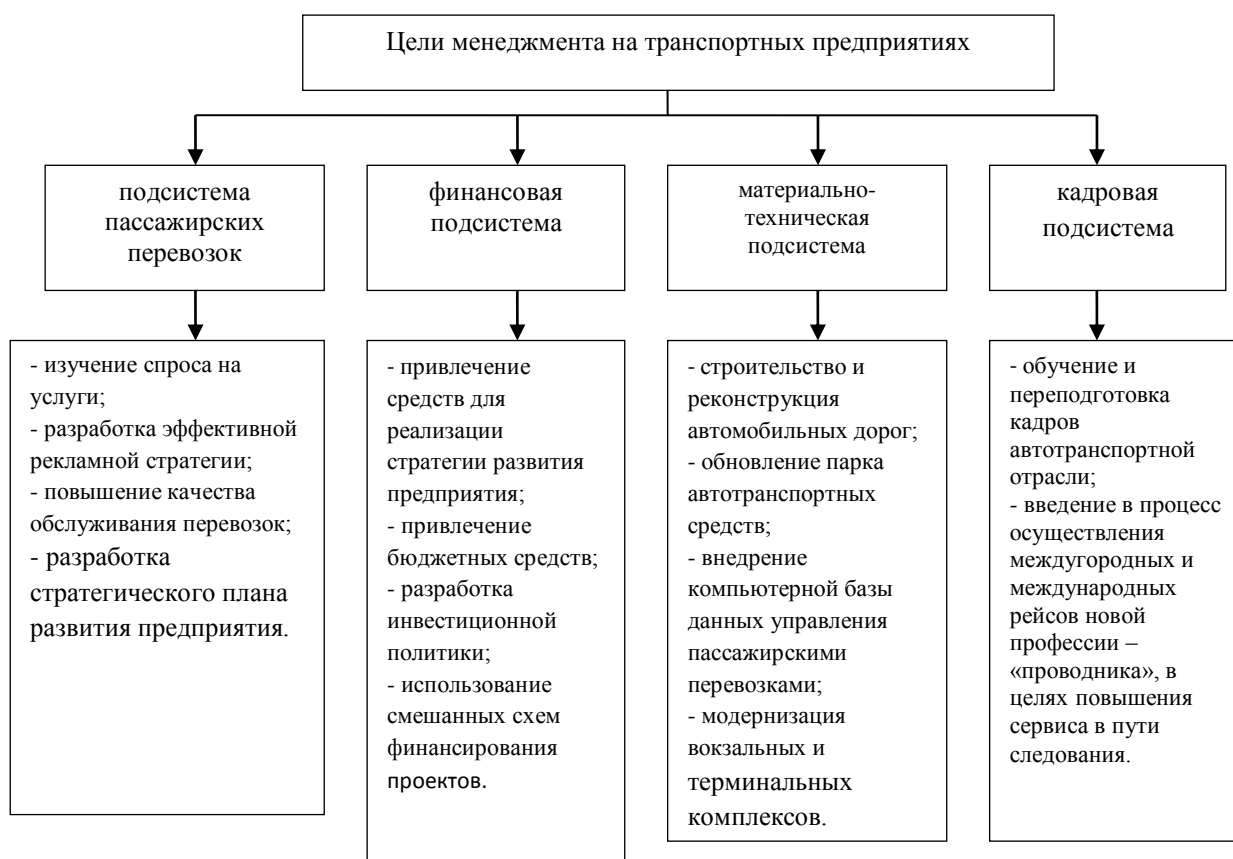 Цели менеджмента на транспортных предприятиях
подсистема
пассажирских
перевозок
финансовая
подсистема
материально-
техническая
подсистема
кадровая
подсистема
- изучение спроса на
услуги;
- разработка эффективной
рекламной стратегии;
- повышение качества
обслуживания перевозок;
- разработка
стратегического плана
развития предприятия.
- привлечение
средств для
реализации
стратегии развития
предприятия;
- привлечение
бюджетных средств;
- разработка
инвестиционной
политики;
- использование
смешанных схем
финансирования
проектов.
- строительство и
реконструкция
автомобильных дорог;
- обновление парка
автотранспортных
средств;
- внедрение
компьютерной базы
данных управления
пассажирскими
перевозками;
- модернизация
вокзальных и
терминальных
комплексов.
- обучение и
переподготовка
кадров
автотранспортной
отрасли;
- введение в процесс
осуществления
междугородных и
международных
рейсов новой
профессии –
«проводника», в
целях повышения
сервиса в пути
следования.